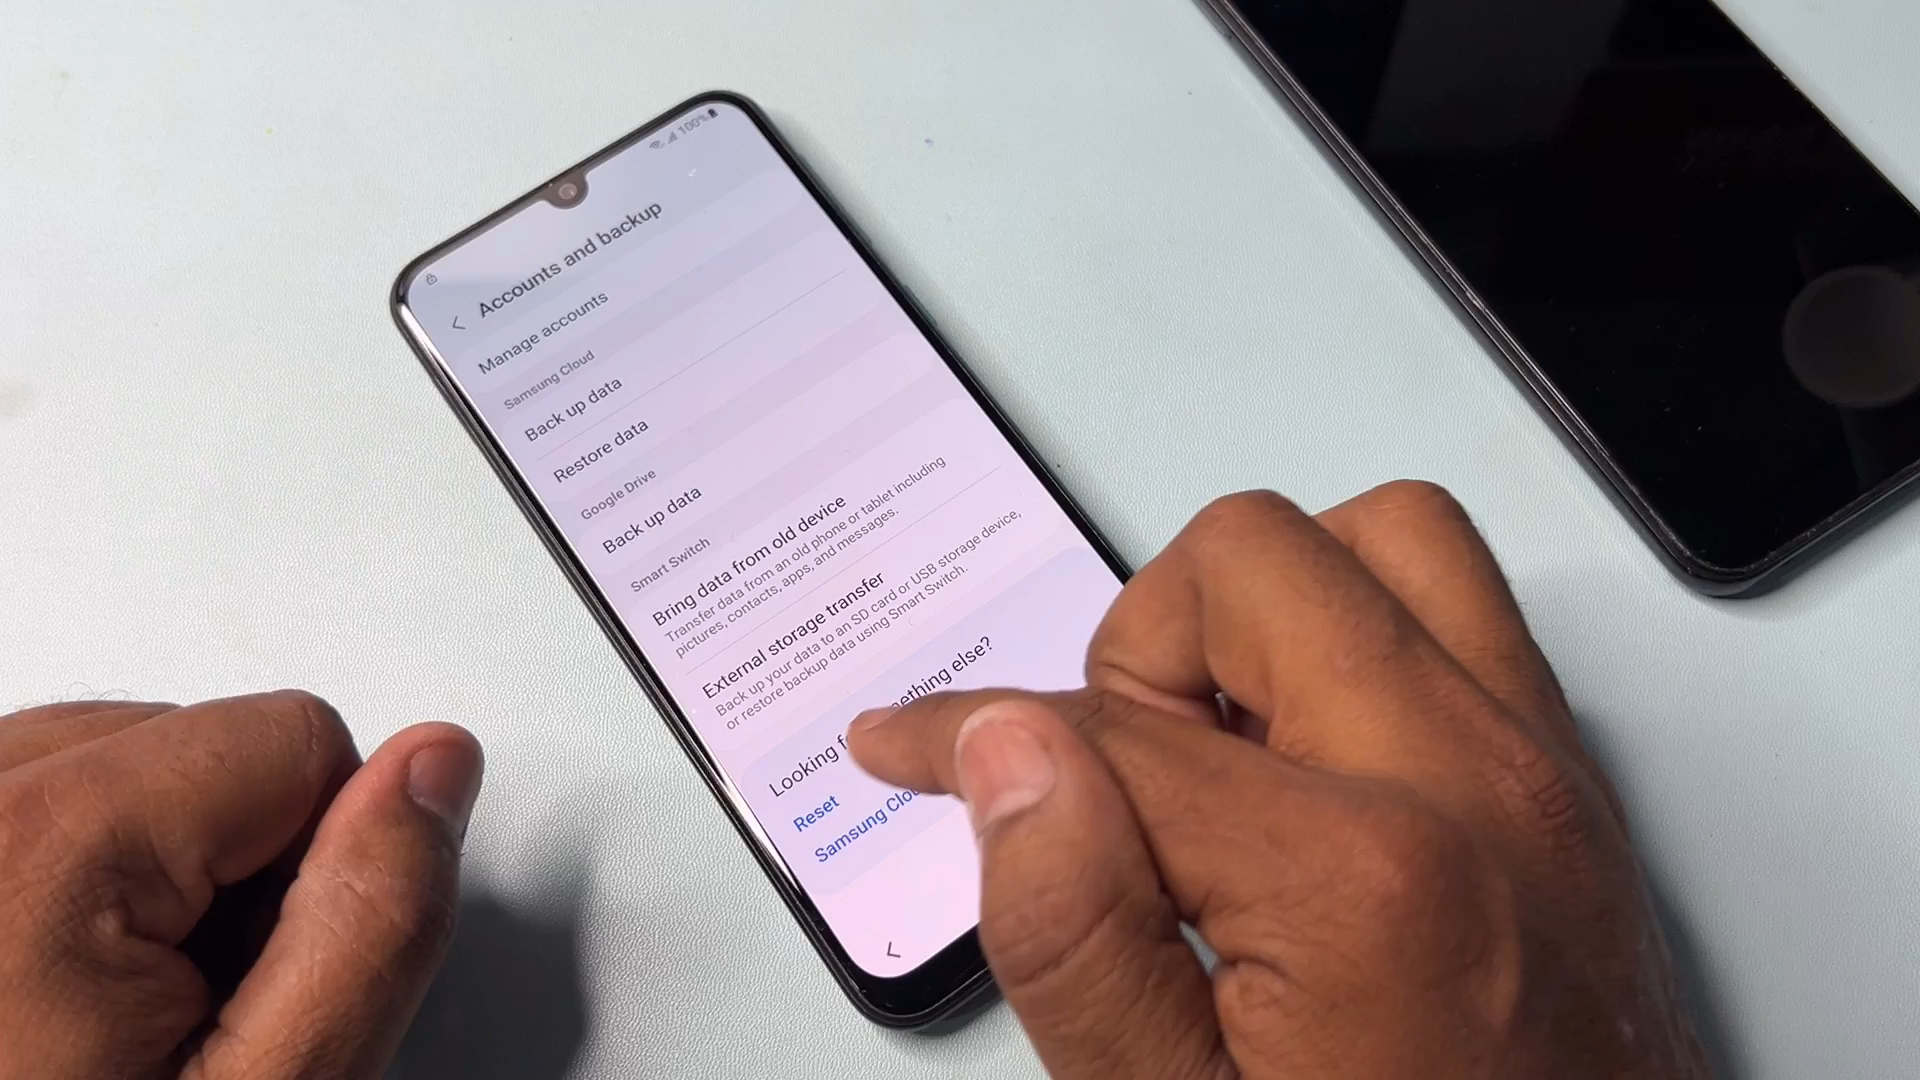 100%
Accounts and backup
Manage accounts
Samsung Cloud
Back up data
Restore data
Google Drive
Back up data
Smart Switch
Bring data from old device
Transfer data from an old phone or tablet including
pictures, contacts, apps, and messages.
External storage transfer
Back up your data to an SD card or USB storage device,
or restore backup data using Smart Switch.
Looking something else?
Reset
Samsung